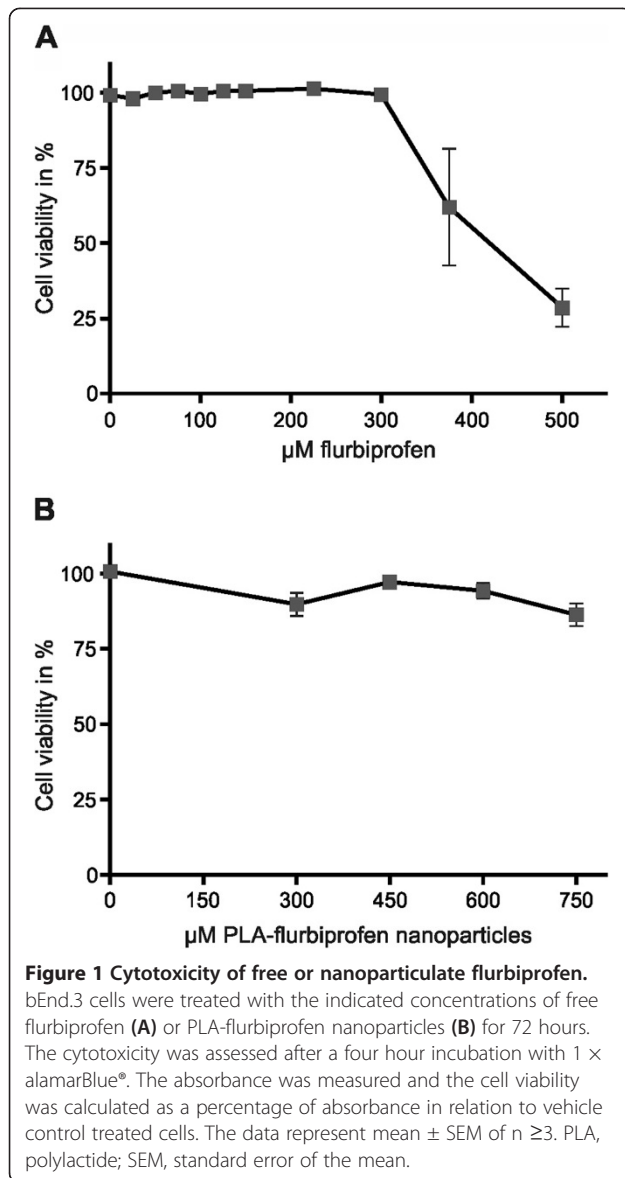 A
100
75
50
25
0
Cell viability in %
0 100 200 300 400 500
µM flurbiprofen
B
100
75
50
25
0
Cell viability in %
0 150 300 450 600 750
µM PLA-flurbiprofen nanoparticles
Figure 1 Cytotoxicity of free or nanoparticulate flurbiprofen.
bEnd.3 cells were treated with the indicated concentrations of free
flurbiprofen (A) or PLA-flurbiprofen nanoparticles (B) for 72 hours.
The cytotoxicity was assessed after a four hour incubation with 1 ×
alamarBlue®. The absorbance was measured and the cell viability
was calculated as a percentage of absorbance in relation to vehicle
control treated cells. The data represent mean ± SEM of n ≥3. PLA,
polylactide; SEM, standard error of the mean.